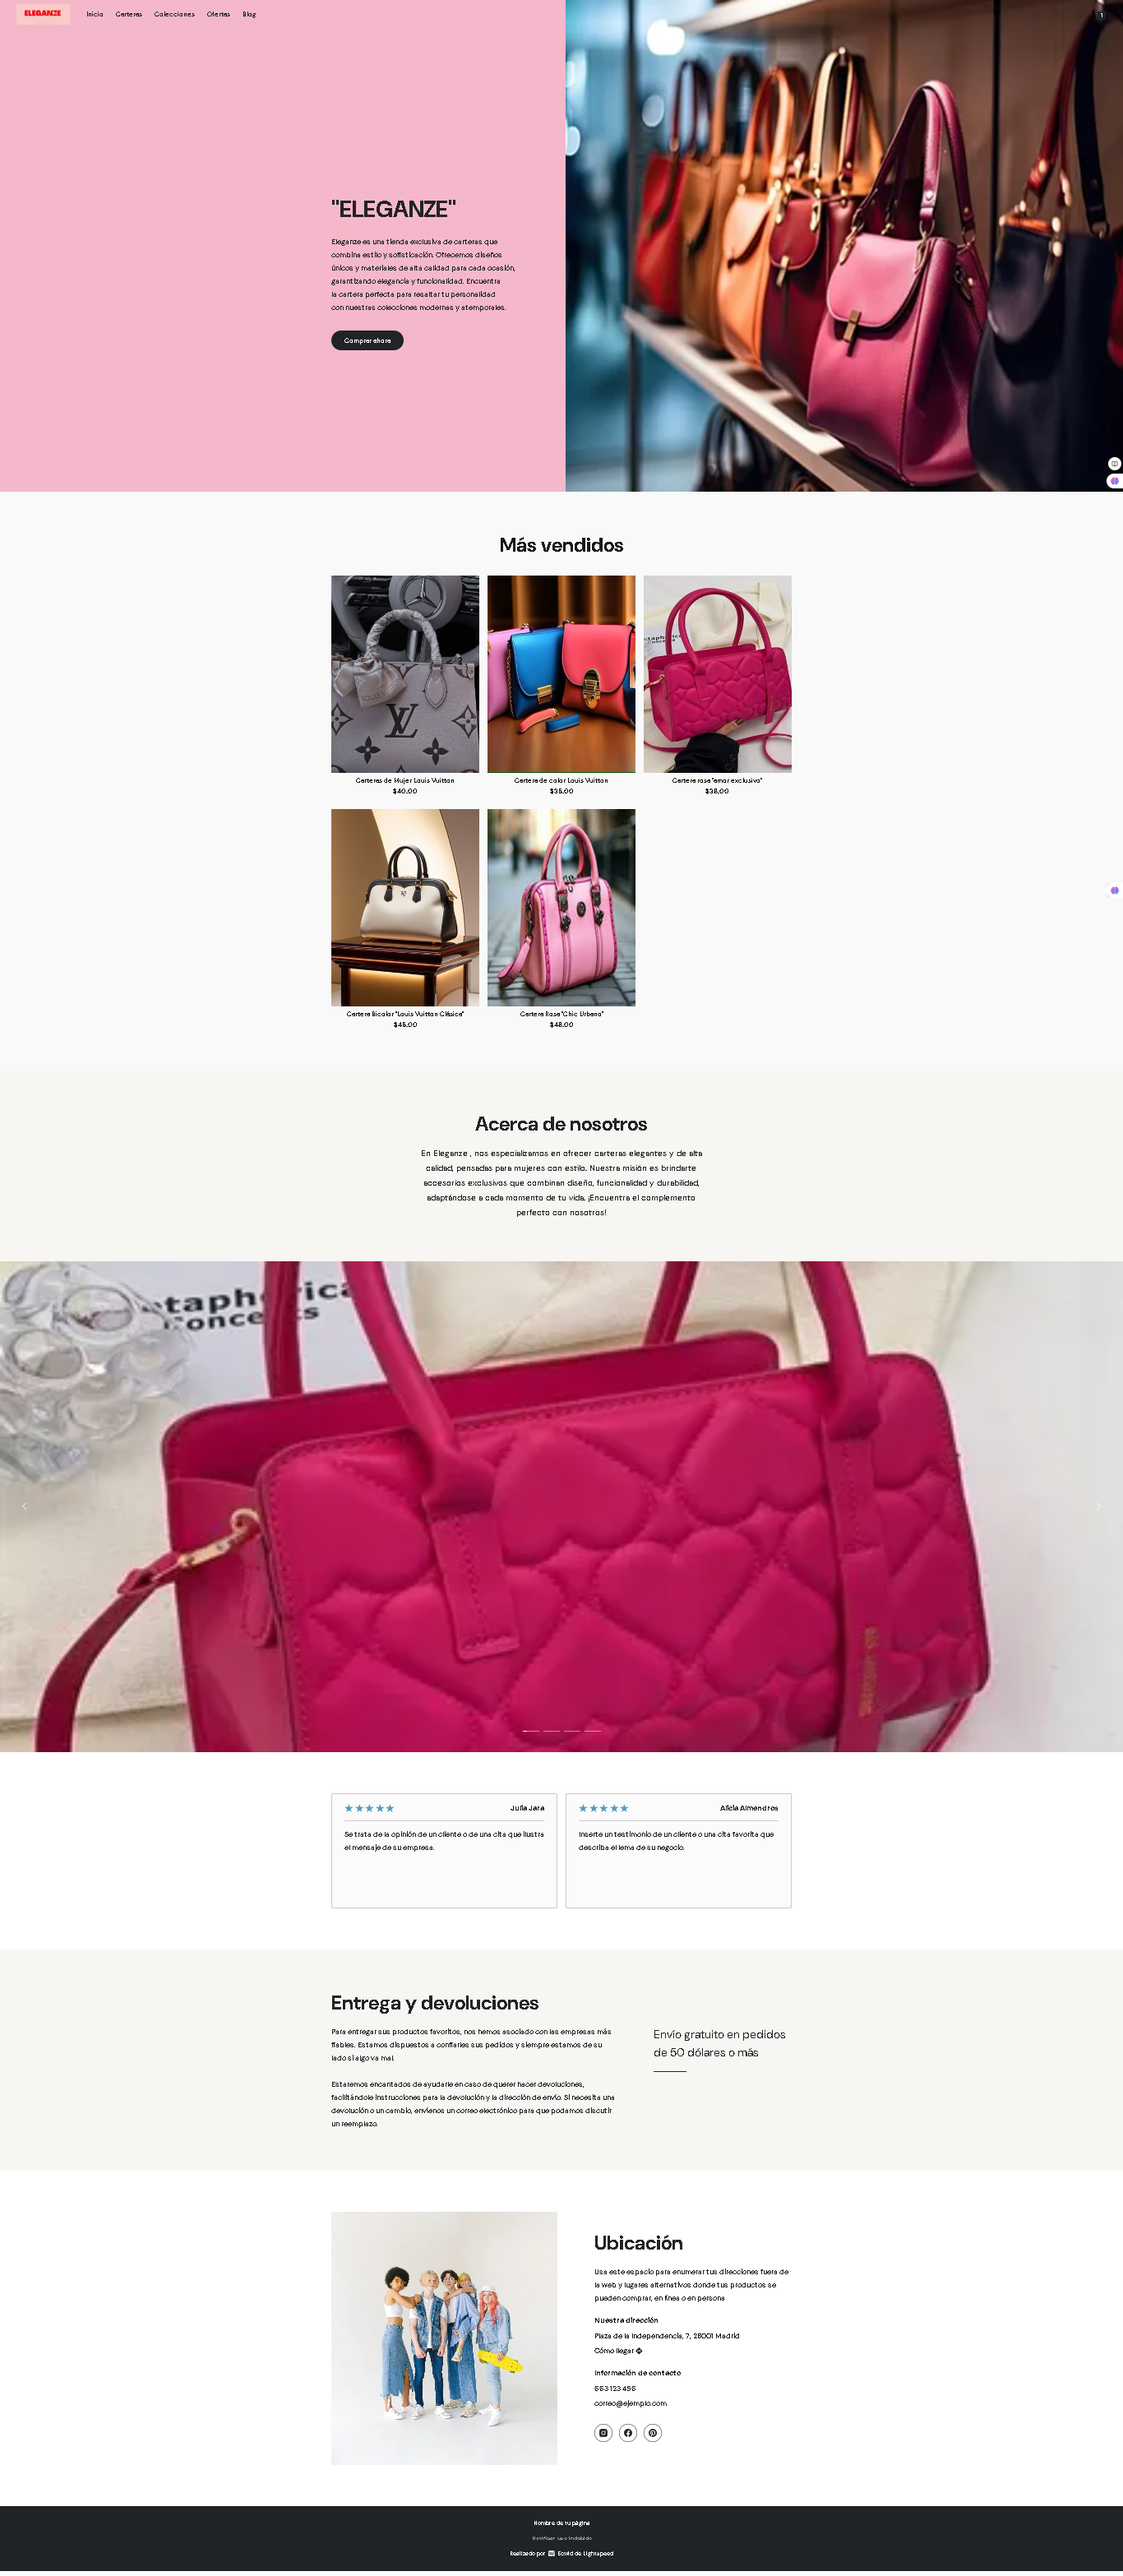 ELEGANZE
Inicio Carteras Colecciones Ofertas Blog
1
"ELEGANZE"
Eleganze es una tienda exclusiva de carteras que
combina estilo y sofisticación. Ofrecemos diseños
únicos y materiales de alta calidad para cada ocasión,
garantizando elegancia y funcionalidad. Encuentra
la cartera perfecta para resaltar tu personalidad
con nuestras colecciones modernas y atemporales.
Comprar ahora
Más vendidos
Carteras de Mujer Louis Vuitton
$40.00
Cartera de color Louis Vuitton
$35.00
Cartera rosa "amor exclusivo"
$38.00
Cartera Bicolor "Louis Vuitton Clásica"
$45.00
Cartera Rosa "Chic Urbana"
$48.00
Acerca de nosotros
En Eleganze , nos especializamos en ofrecer carteras elegantes y de alta
calidad, pensadas para mujeres con estilo. Nuestra misión es brindarte
accesorios exclusivos que combinan diseño, funcionalidad y durabilidad,
adaptándose a cada momento de tu vida. ¡Encuentra el complemento
perfecto con nosotros!
etaphorica
Concepts
Julia Jara
Se trata de la opinión de un cliente o de una cita que ilustra
el mensaje de su empresa.
Alicia Almendros
Inserte un testimonio de un cliente o una cita favorita que
describa el lema de su negocio.
Entrega y devoluciones
Para entregar sus productos favoritos, nos hemos asociado con las empresas más
fiables. Estamos dispuestos a confiarles sus pedidos y siempre estamos de su
lado si algo va mal.
Estaremos encantados de ayudarle en caso de querer hacer devoluciones,
facilitándole instrucciones para la devolución y la dirección de envío. Si necesita una
devolución o un cambio, envíenos un correo electrónico para que podamos discutir
un reemplazo.
Envío gratuito en pedidos
de 50 dólares o más
Ubicación
Usa este espacio para enumerar tus direcciones fuera de
la web y lugares alternativos donde tus productos se
pueden comprar, en línea o en persona
Nuestra dirección
Plaza de la Independencia, 7, 28001 Madrid
Cómo llegar
Información de contacto
553 123 456
correo@ejemplo.com
Nombre de tu página
Notificar uso indebido
Realizado por Ecwid de Lightspeed